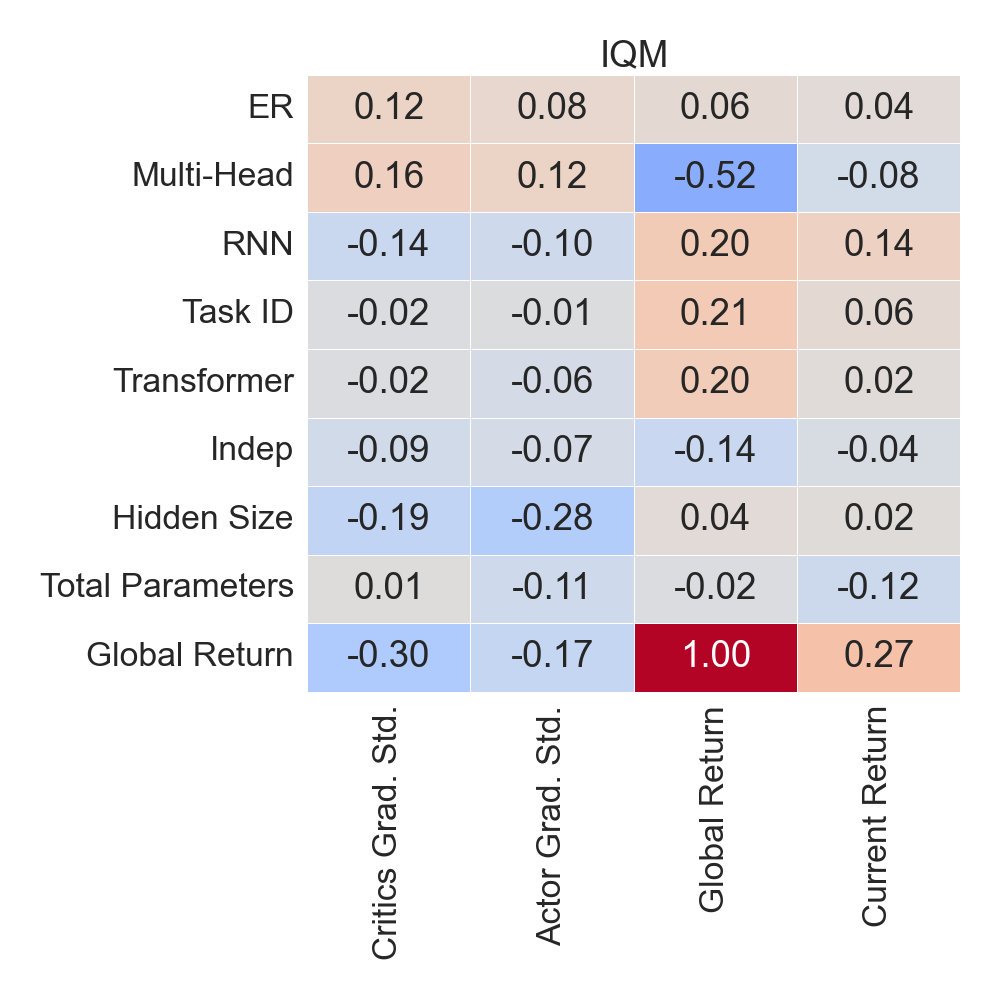 IQM
ER 0.12 0.08 0.06 0.04
Multi-Head 0.16 0.12 -0.52 -0.08
RNN -0.14 -0.10 0.20 0.14
Task ID -0.02 -0.01 0.21 0.06
Transformer -0.02 -0.06 0.20 0.02
Indep -0.09 -0.07 -0.14 -0.04
Hidden Size -0.19 -0.28 0.04 0.02
Total Parameters 0.01 -0.11 -0.02 -0.12
Global Return -0.30 -0.17 1.00 0.27
Critics Grad. Std.
Actor Grad. Std.
Global Return
Current Return